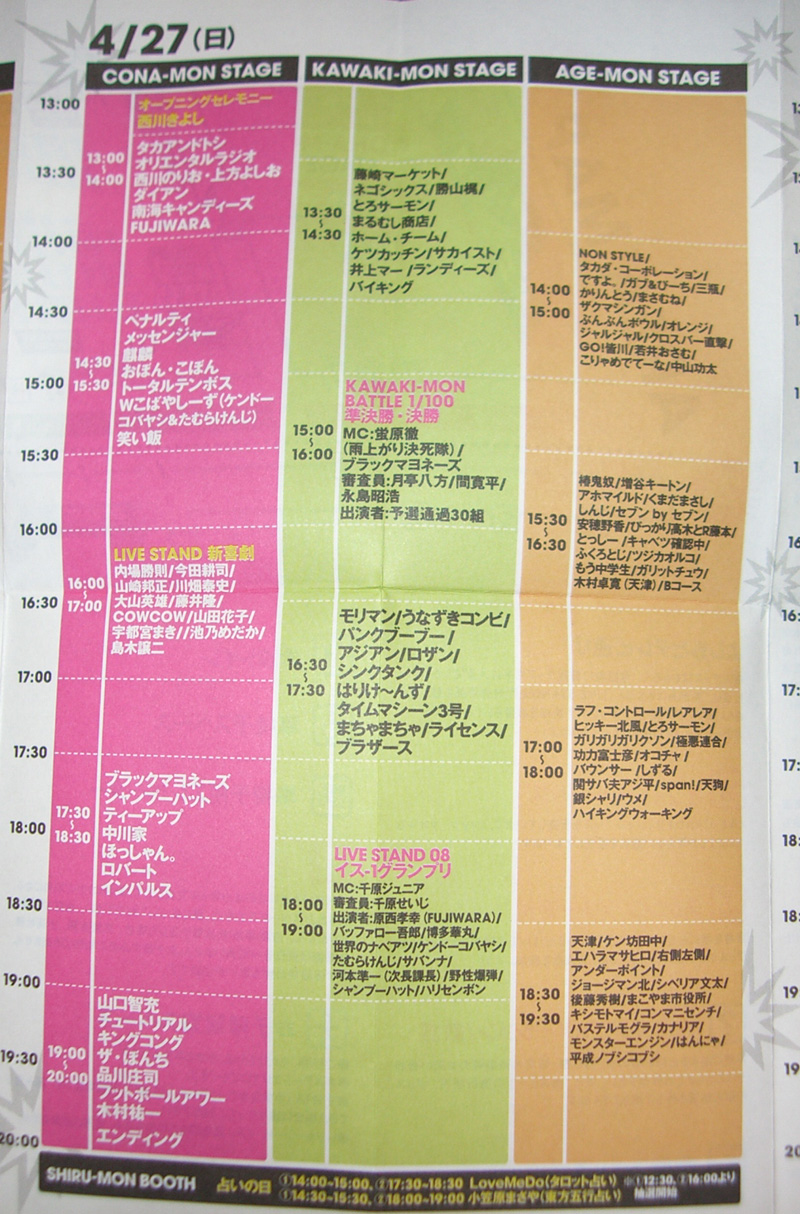 4/27(日)
CONA-MON STAGE
13:00
13:30
14:00
14:30
15:00
15:30
16:00
16:30
17:00
17:30
18:00
18:30
19:00
19:30
20:00
オープニングセレモニー
西川きよし
13:00
〜
14:00
タカアンドトシ
オリエンタルラジオ
西川のりお・上方よしお
ダイアン
南海キャンディーズ
FUJIWARA
14:30
〜
15:30
ペナルティ
メッセンジャー
麒麟
おぼん・こぼん
トータルテンボス
Wこばやしーず(ケンドー
コバヤシ&たむらけんじ)
笑い飯
16:00
〜
17:00
LIVE STAND 新喜劇
内場勝則/今田耕司/
山崎邦正/川畑泰史/
大山英雄/藤井隆/
COWCOW/山田花子/
宇都宮まき//池乃めだか/
島木譲二
17:30
〜
18:30
ブラックマヨネーズ
シャンプーハット
ティーアップ
中川家
ほっしゃん。
ロバート
インパルス
19:00
〜
20:00
山口智充
チュートリアル
キングコング
ザ・ぼんち
品川庄司
フットボールアワー
木村祐一
エンディング
KAWAKI-MON STAGE
13:30
〜
14:30
藤崎マーケット/
ネゴシックス/勝山梶/
とろサーモン/
まるむし商店/
ホーム・チーム/
ケツカッチン/サカイスト/
井上マー /ランディーズ/
バイキング
15:00
〜
16:00
KAWAKI-MON
BATTLE 1/100
準決勝・決勝
MC:蛍原徹
(雨上がり決死隊)/
ブラックマヨネーズ
審査員:月亭八方/間寛平/
永島昭浩
出演者:予選通過30組
16:30
〜
17:30
モリマン/うなずきコンビ/
パンクブーブー/
アジアン/ロザン/
シンクタンク/
はりけ〜んず/
タイムマシーン3号/
まちゃまちゃ/ライセンス/
ブラザース
18:00
〜
19:00
LIVE STAND 08
イス-1グランプリ
MC:千原ジュニア
審査員:千原せいじ
出演者:原西孝幸(FUJIWARA)/
バッファロー吾郎/博多華丸/
世界のナベアツ/ケンドーコバヤシ/
たむらけんじ/サバンナ/
河本準一(次長課長)/野性爆弾/
シャンプーハット/ハリセンボン
AGE-MON STAGE
14:00
〜
15:00
NON STYLE/
タカダ・コーポレーション/
ですよ。/ガブ&ぴーち/三瓶/
かりんとう/まさむね/
ザクマシンガン/
ぶんぶんボウル/オレンジ/
ジャルジャル/クロスバー直撃/
GO!皆川/若井おさむ/
こりゃめでてーな/中山功太
15:30
〜
16:30
椿鬼奴/増谷キートン/
アホマイルド/くまだまさし/
しんじ/セブン by セブン/
安穂野香/ぴっかり高木とR藤本/
とっしー /キャベツ確認中/
ふくろとじ/ツジカオルコ/
もう中学生/ガリットチュウ/
木村卓寛(天津)/Bコース
17:00
〜
18:00
ラフ・コントロール/レアレア/
ヒッキー北風/とろサーモン/
ガリガリガリクソン/極悪連合/
功力富士彦/オコチャ/
バウンサー /しずる/
関サバ夫アジ平/span!/天狗/
銀シャリ/ウメ/
ハイキングウォーキング
18:30
〜
19:30
天津/ケン坊田中/
エハラマサヒロ/右側左側/
アンダーポイント/
ジョージマン北/シベリア文太/
後藤秀樹/まこやま市役所/
キシモトマイ/コンマニセンチ/
パステルモグラ/カナリア/
モンスターエンジン/はんにゃ/
平成ノブシコブシ
SHIRU-MON BOOTH
占いの日
①14:00~15:00、②17:30~18:30 LoveMeDo(タロット占い)
①14:30~15:30、②18:00~19:00 小笠原まさや(東方五行占い)
※①12:30、②16:00より
抽選開始